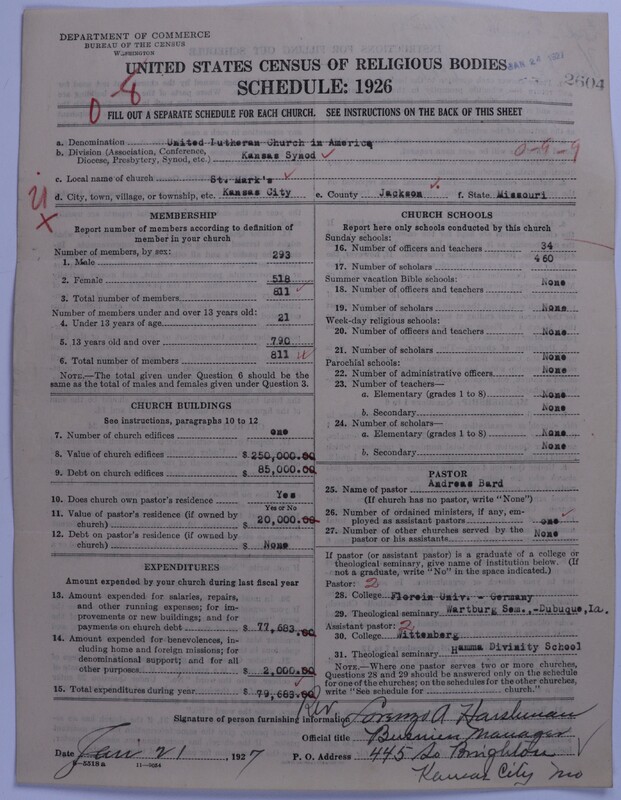 DEPARTMENT OF COMMERCE
BUREAU OF THE CENSUS
WASHINGTON
UNITED STATES CENSUS OF RELIGIOUS BODIES
2604
SCHEDULE: 1926
0-8
FILL OUT A SEPARATE SCHEDULE FOR EACH CHURCH. SEE INSTRUCTIONS ON THE BACK OF THIS SHEET
a. Denomination United Lutheran Church in America
b. Division (Association, Conference, Diocese, Presbytery, Synod, etc.) Kansas Synod
0-9-9
c. Local name of church St. Mark's
d. City, town, village, or township, etc. Kansas City e. County Jackson f. State Missouri
MEMBERSHIP
Report number of members according to definition of
member in your church
Number of members, by sex:
1. Male 293
2. Female 518
3. Total number of members 811
Number of members under and over 13 years old:
4. Under 13 years of age 21
5. 13 years old and over 790
6. Total number of members 811
NOTE.—The total given under Question 6 should be
same as the total of males and females given under Question 3.
CHURCH BUILDINGS
See instructions, paragraphs 10 to 12
7. Number of church edifices one
8. Value of church edifices $ 250,000.00
9. Debt on church edifices $ 85,000.00
10. Does church own pastor's residence? Yes
Yes or No
11. Value of pastor's residence (if owned by
church) $ 20,000.00
12. Debt on pastor's residence (if owned by
church) $ None
EXPENDITURES
Amount expended by your church during last fiscal year
13. Amount expended for salaries, repairs,
and other running expenses; for im-
provements or new buildings; and for
payments on church debt $ 77,683.00
14. Amount expended for benevolences, in-
cluding home and foreign missions; for
denominational support; and for all
other purposes $ 2,000.00
15. Total expenditures during year $ 79,683.00
CHURCH SCHOOLS
Report here only schools conducted by this church
Sunday schools:
16. Number of officers and teachers 34
17. Number of scholars 460
Summer vacation Bible schools:
18. Number of officers and teachers None
19. Number of scholars None
Week-day religious schools:
20. Number of officers and teachers None
21. Number of scholars None
Parochial schools:
22. Number of administrative officers None
23. Number of teachers—
a. Elementary (grades 1 to 8) None
b. Secondary None
24. Number of scholars—
a. Elementary (grades 1 to 8) None
b. Secondary None
PASTOR
25. Name of pastor Andreas Bard
(If church has no pastor, write "None")
26. Number of ordained ministers, if any, em-
ployed as assistant pastors one
27. Number of other churches served by the
pastor or his assistants None
If pastor (or assistant pastor) is a graduate of a college or
theological seminary, give name of institution below. (If
not a graduate, write "No" in the space indicated.)
Pastor: 2
28. College Florein Univ. - Germany
29. Theological seminary Wartburg Sem.,-Dubuque,Ia.
Assistant pastor: 2
30. College Wittenberg
31. Theological seminary Hamma Divinity School
NOTE.—Where one pastor serves two or more churches,
Questions 28 and 29 should be answered only on the schedule
for one of the churches; on the schedules for the other churches,
write "See schedule for church."
Signature of person furnishing information Rev. Lorenzo A Harshman
Official title Business Manager
Date Jan 21, 1927 P. O. Address 445 So Brighton
Kansas City Mo
8-5518a 11-9034